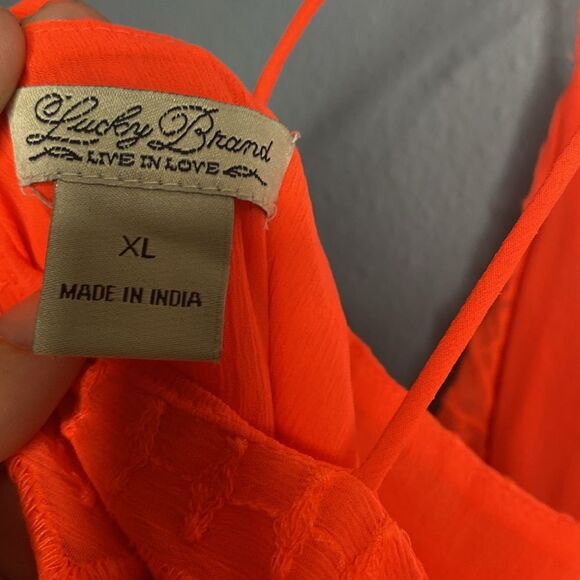 Lucky Brand
LIVE IN LOVE
XL
MADE IN INDIA